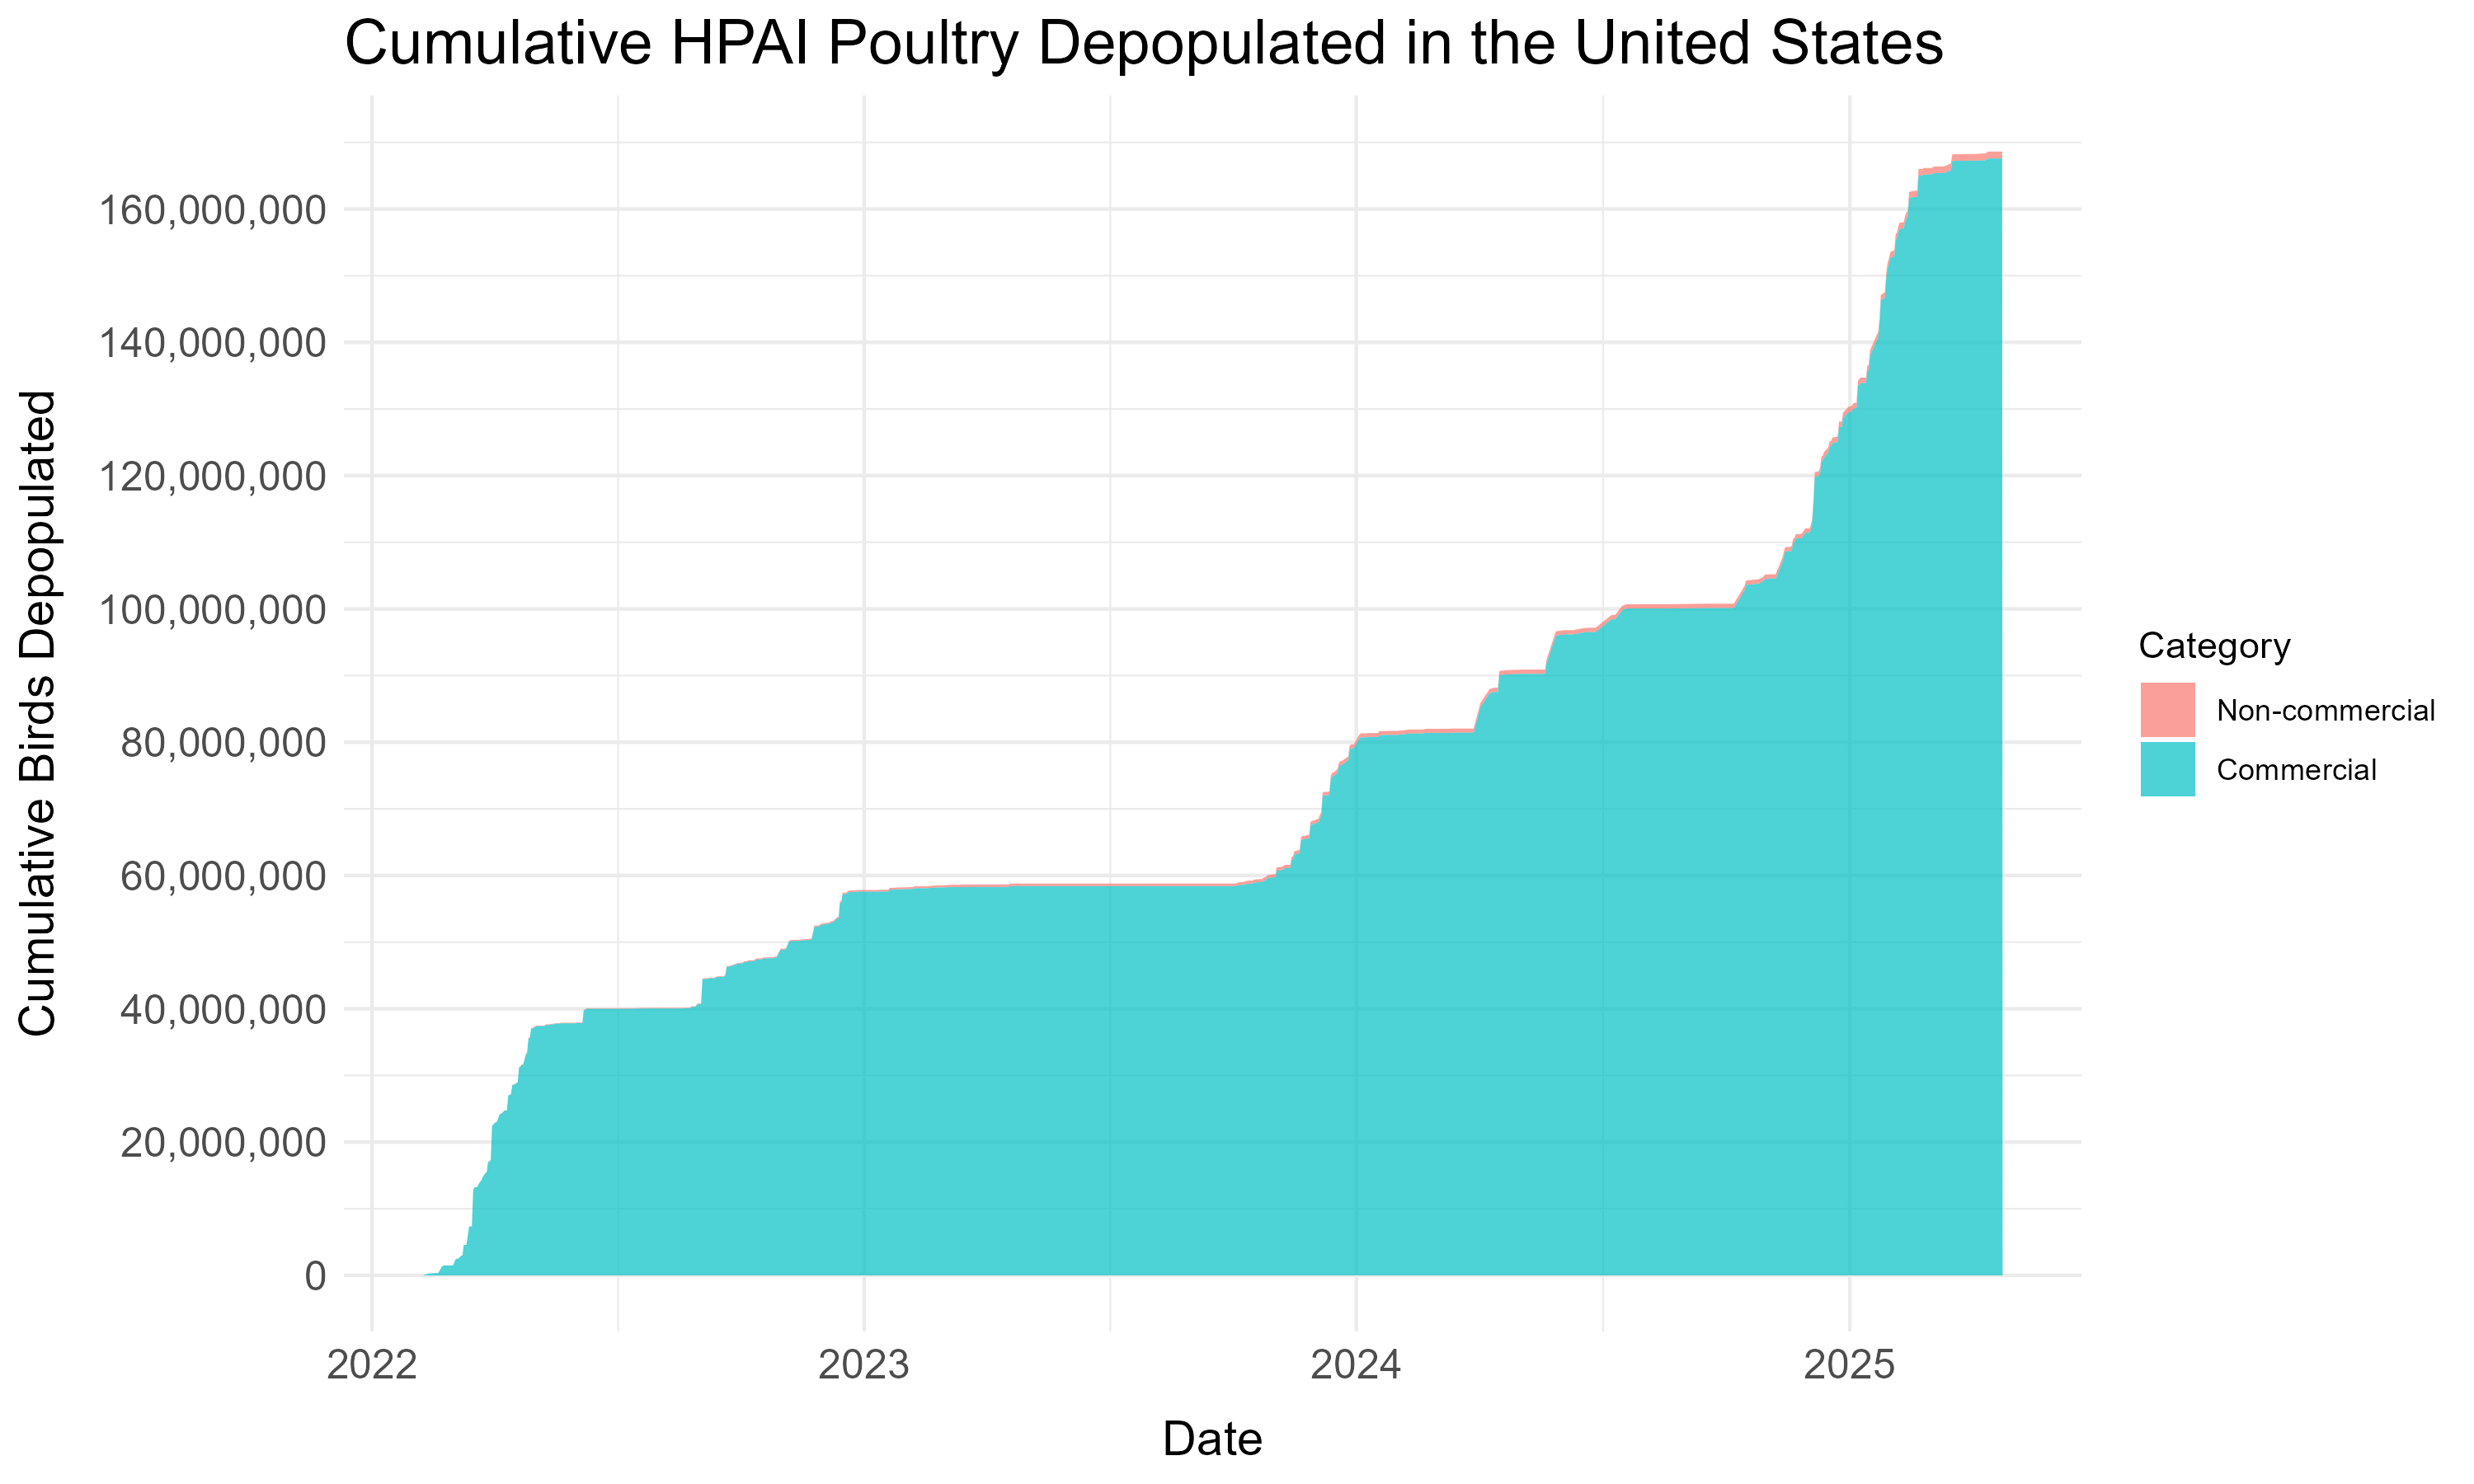 Cumulative HPAI Poultry Depopulated in the United States
Cumulative Birds Depopulated
160,000,000
140,000,000
120,000,000
100,000,000
80,000,000
60,000,000
40,000,000
20,000,000
0
2022
2023
2024
2025
Date
Category
Non-commercial
Commercial